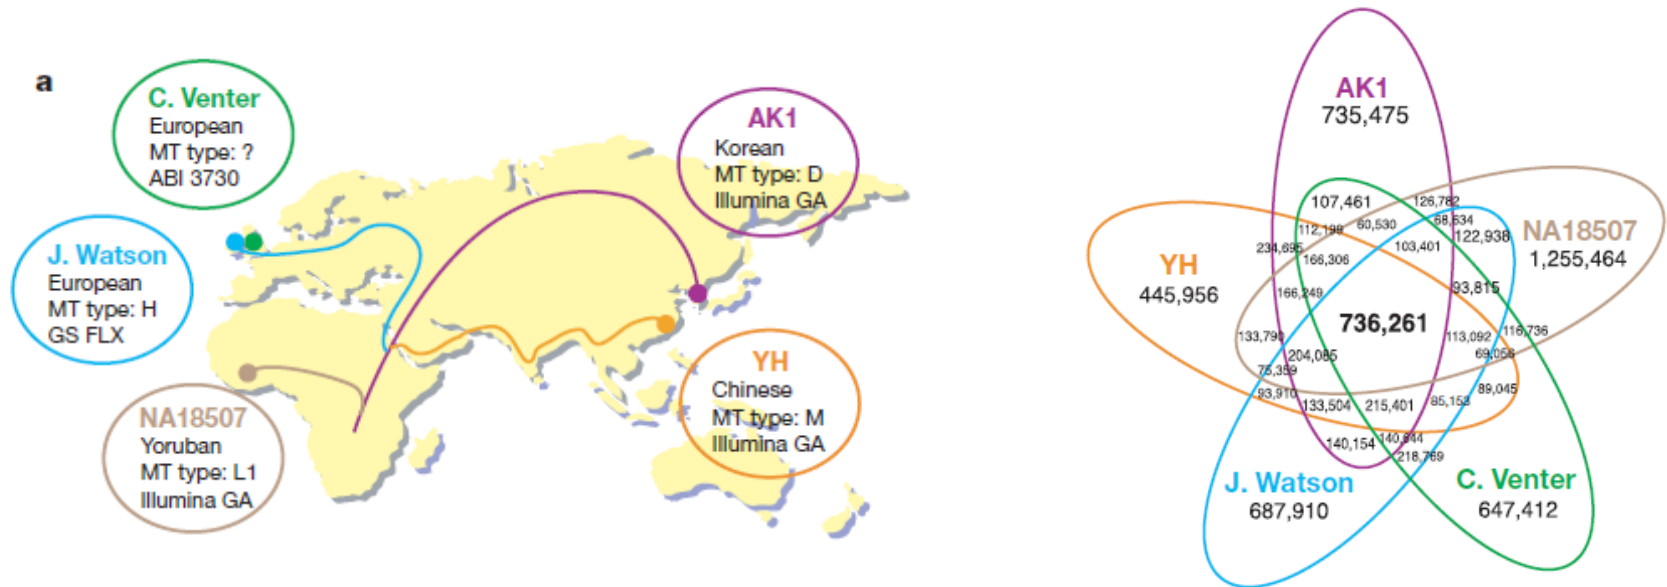 a
C. Venter
European
MT type: ?
ABI 3730
J. Watson
European
MT type: H
GS FLX
NA18507
Yoruban
MT type: L1
Illumina GA
AK1
Korean
MT type: D
Illumina GA
YH
Chinese
MT type: M
Illumina GA
AK1
735,475
NA18507
1,255,464
YH
445,956
107,461
126,782
112,199
60,530
68,634
122,938
234,695
103,401
166,306
166,249
93,815
736,261
133,790
113,092
116,736
204,085
69,056
75,359
93,910
89,045
133,504
215,401
85,153
140,154
140,644
218,769
J. Watson
687,910
C. Venter
647,412